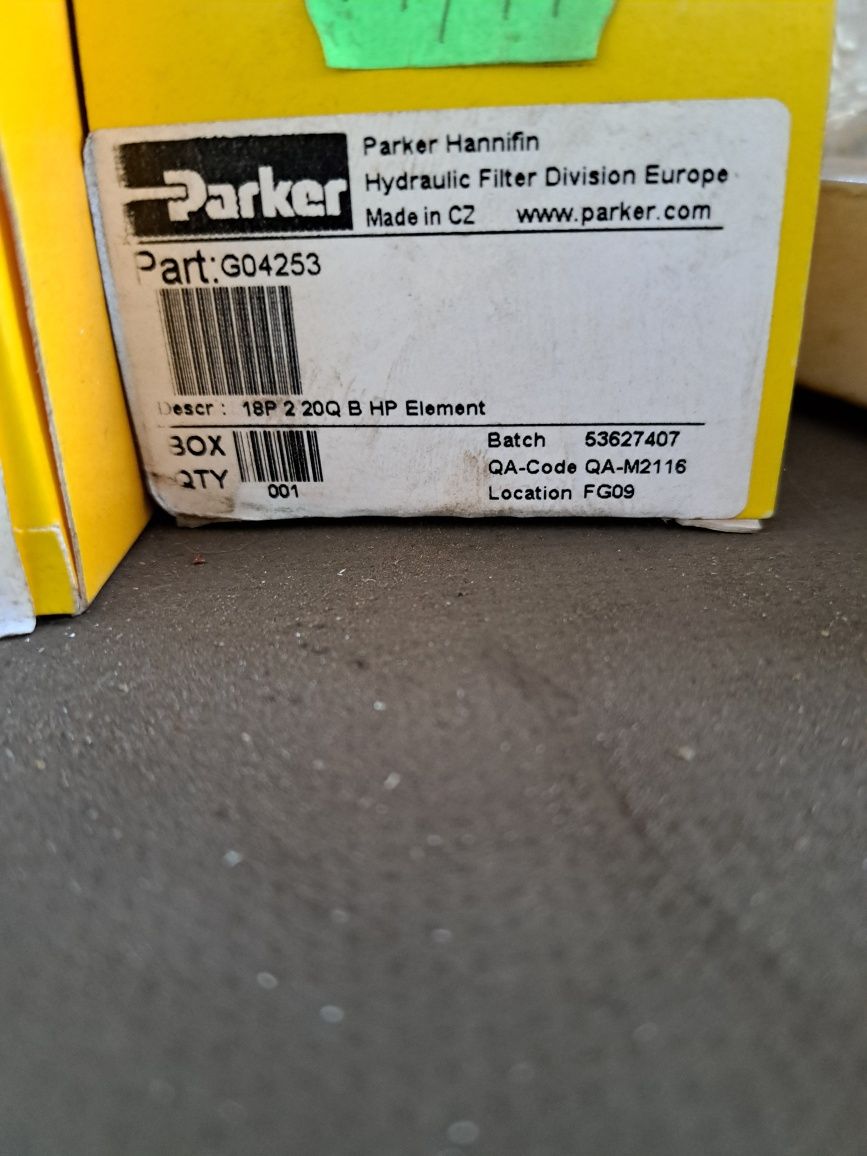 Parker
Parker Hannifin
Hydraulic Filter Division Europe
Made in CZ www.parker.com
Part:G04253
Descr : 18P 2 20Q B HP Element
BOX
QTY
001
Batch 53627407
QA-Code QA-M2116
Location FG09